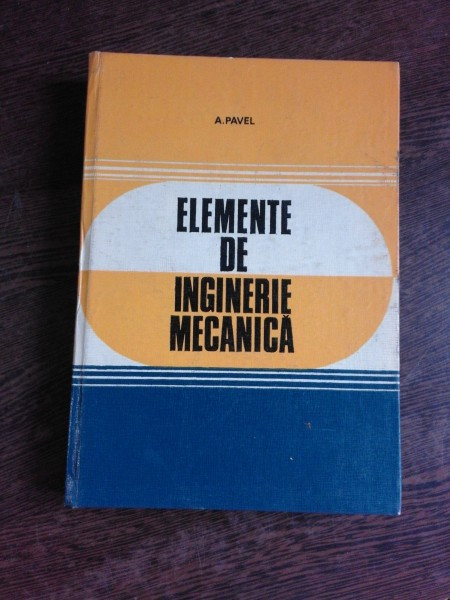 A. PAVEL
ELEMENTE
DE
INGINERIE
MECANICĂ